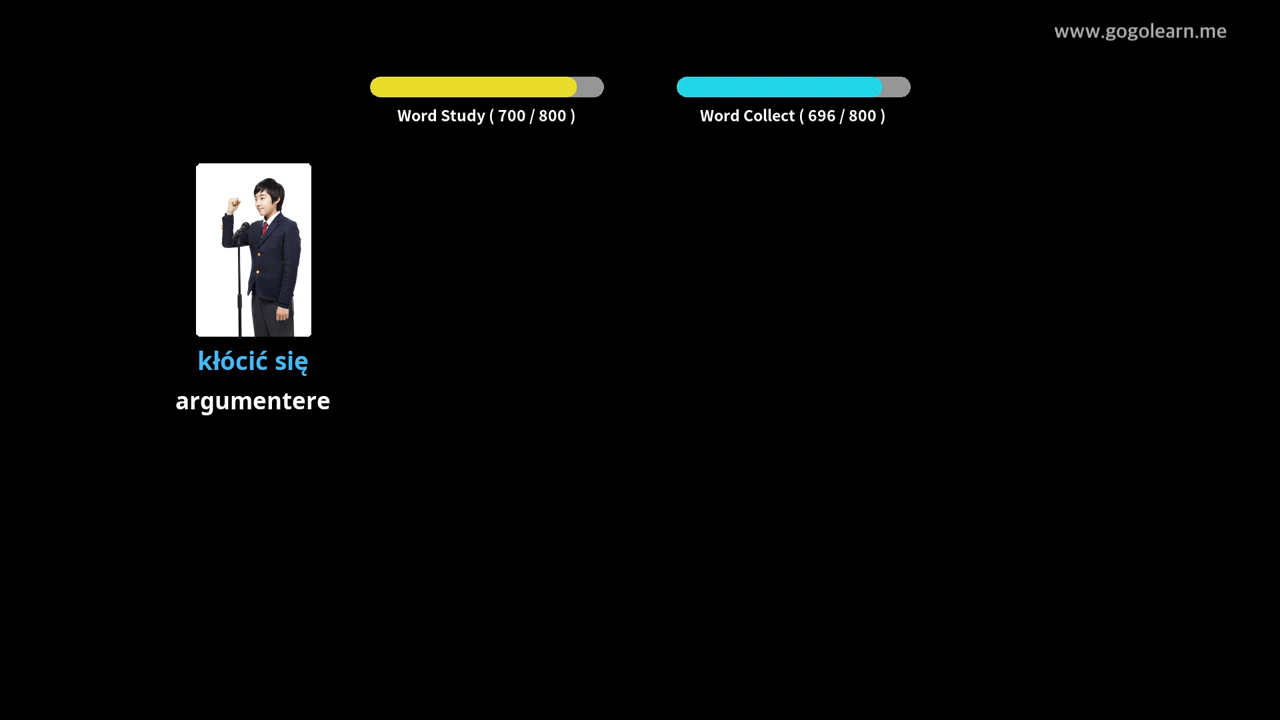 www.gogolearn.me
Word Study ( 700 / 800 )
Word Collect ( 696 / 800 )
kłócić się
argumentere